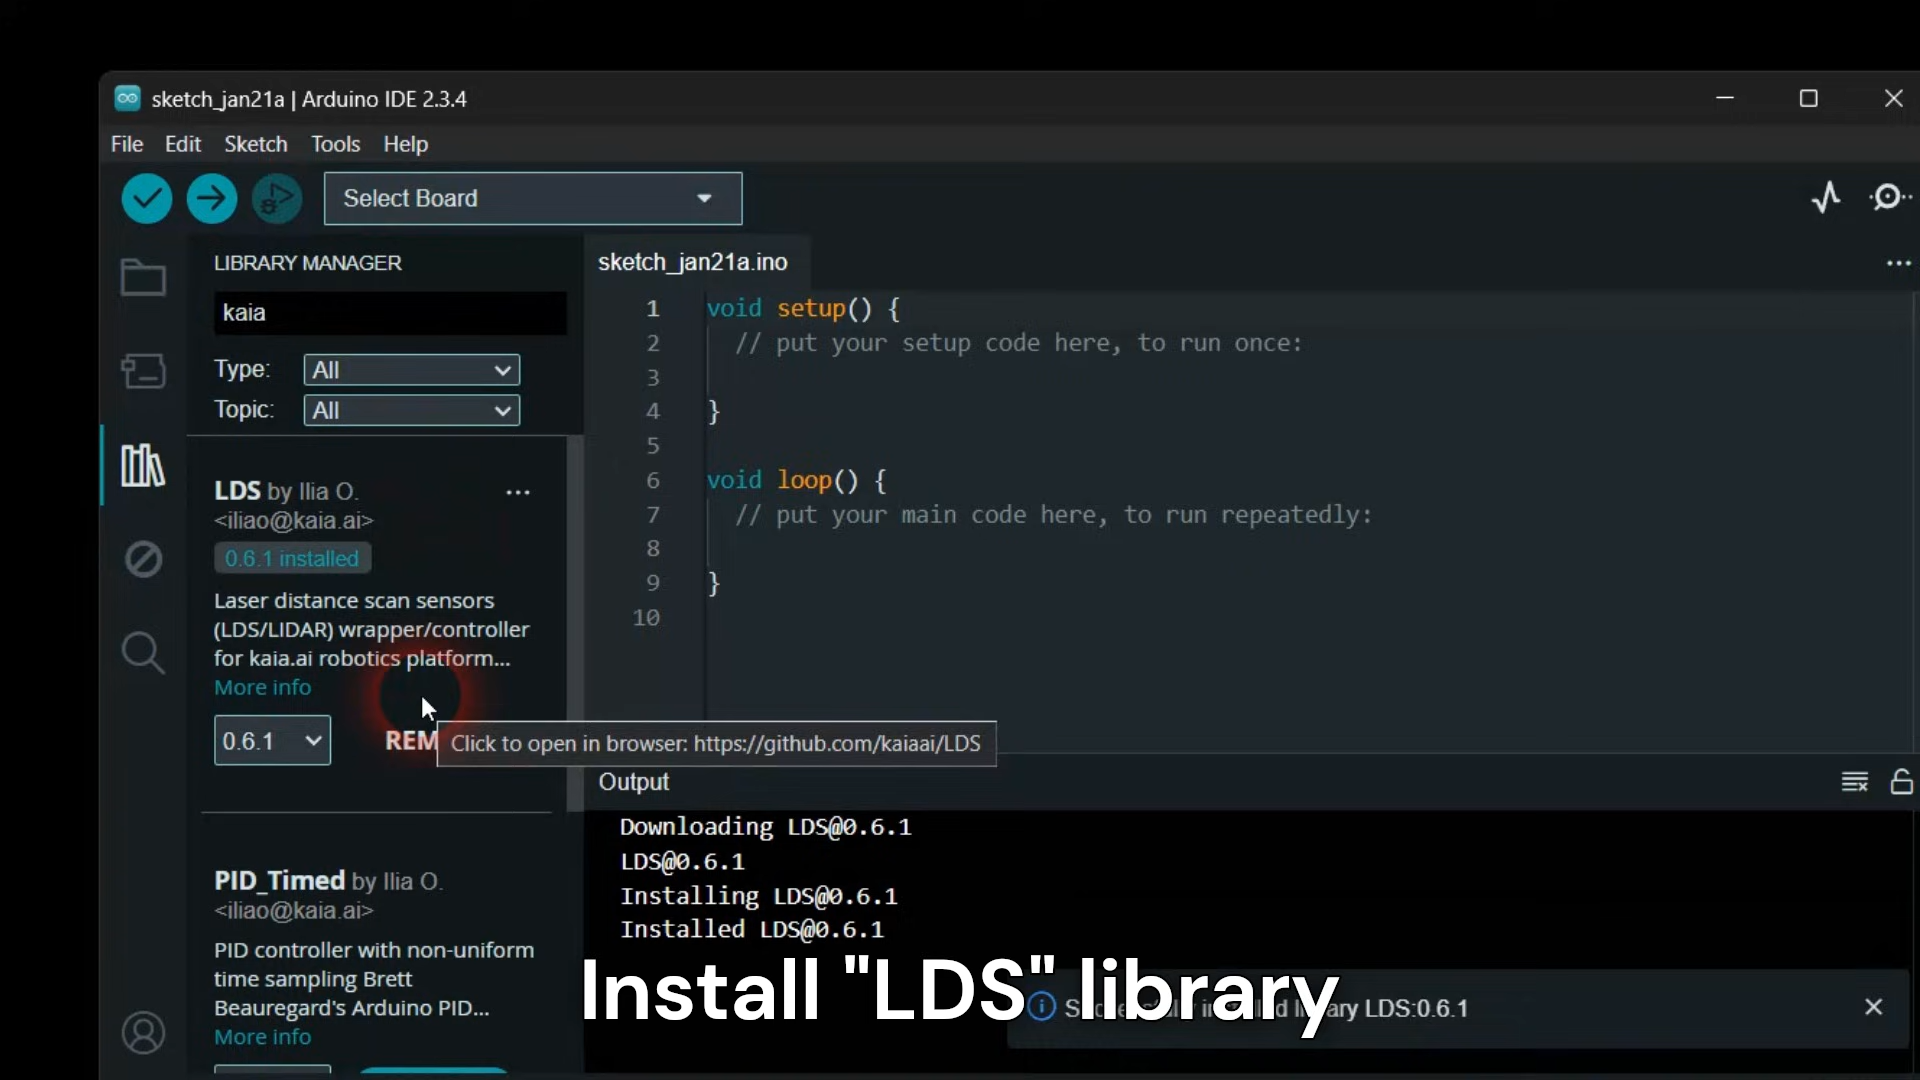 sketch_jan21a | Arduino IDE 2.3.4
File Edit Sketch Tools Help
Select Board
LIBRARY MANAGER
kaia
Type: All
Topic: All
LDS by Ilia O.
<iliao@kaia.ai>
0.6.1 installed
Laser distance scan sensors
(LDS/LIDAR) wrapper/controller
for kaia.ai robotics platform...
More info
0.6.1
REM
Click to open in browser: https://github.com/kaiaai/LDS
PID_Timed by Ilia O.
<iliao@kaia.ai>
PID controller with non-uniform
time sampling Brett
Beauregard's Arduino PID...
More info
sketch_jan21a.ino
1 void setup() {
2 // put your setup code here, to run once:
3
4 }
5
6 void loop() {
7 // put your main code here, to run repeatedly:
8
9 }
10
Output
Downloading LDS@0.6.1
LDS@0.6.1
Installing LDS@0.6.1
Installed LDS@0.6.1
Install "LDS" library
LDS:0.6.1